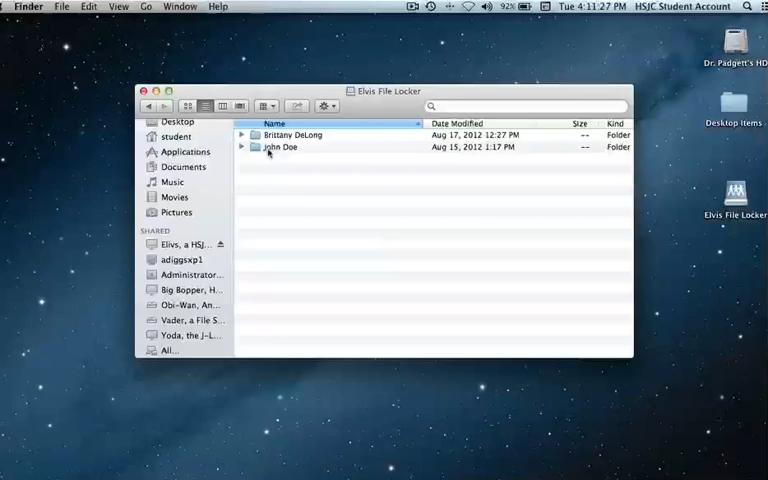 Finder File Edit View Go Window Help 92% Tue 4:11:27 PM HSJC Student Account
Dr. Padgett's HD
Elvis File Locker
Name Date Modified Size Kind
Desktop
Brittany DeLong Aug 17, 2012 12:27 PM -- Folder
student
John Doe Aug 15, 2012 1:17 PM -- Folder
Applications
Documents
Music
Movies
Pictures
Desktop Items
SHARED
Elivs, a HSJ...
adiggsxp1
Administrator...
Big Bopper, H...
Obi-Wan, An...
Vader, a File S...
Yoda, the J-L...
All...
Elvis File Locker